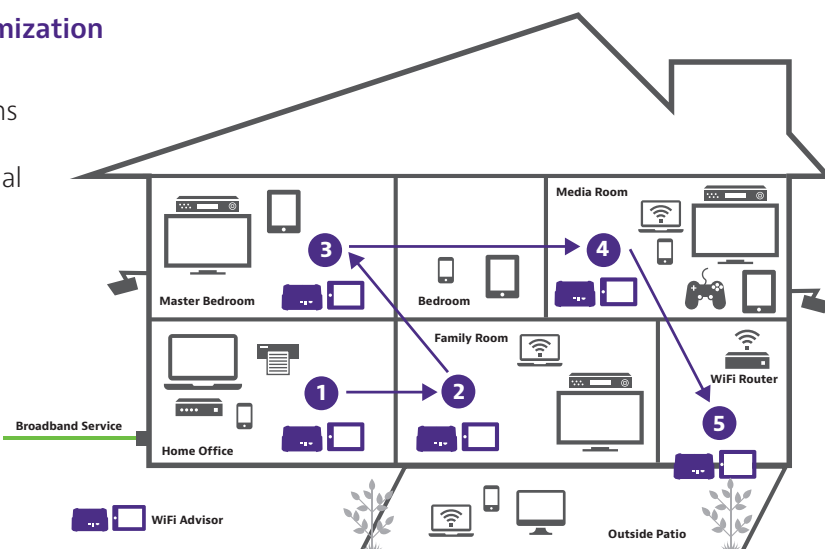 mization
ns
al
Media Room
3
4
Master Bedroom
Bedroom
Family Room
WiFi Router
1
2
5
Broadband Service
Home Office
WiFi Advisor
Outside Patio